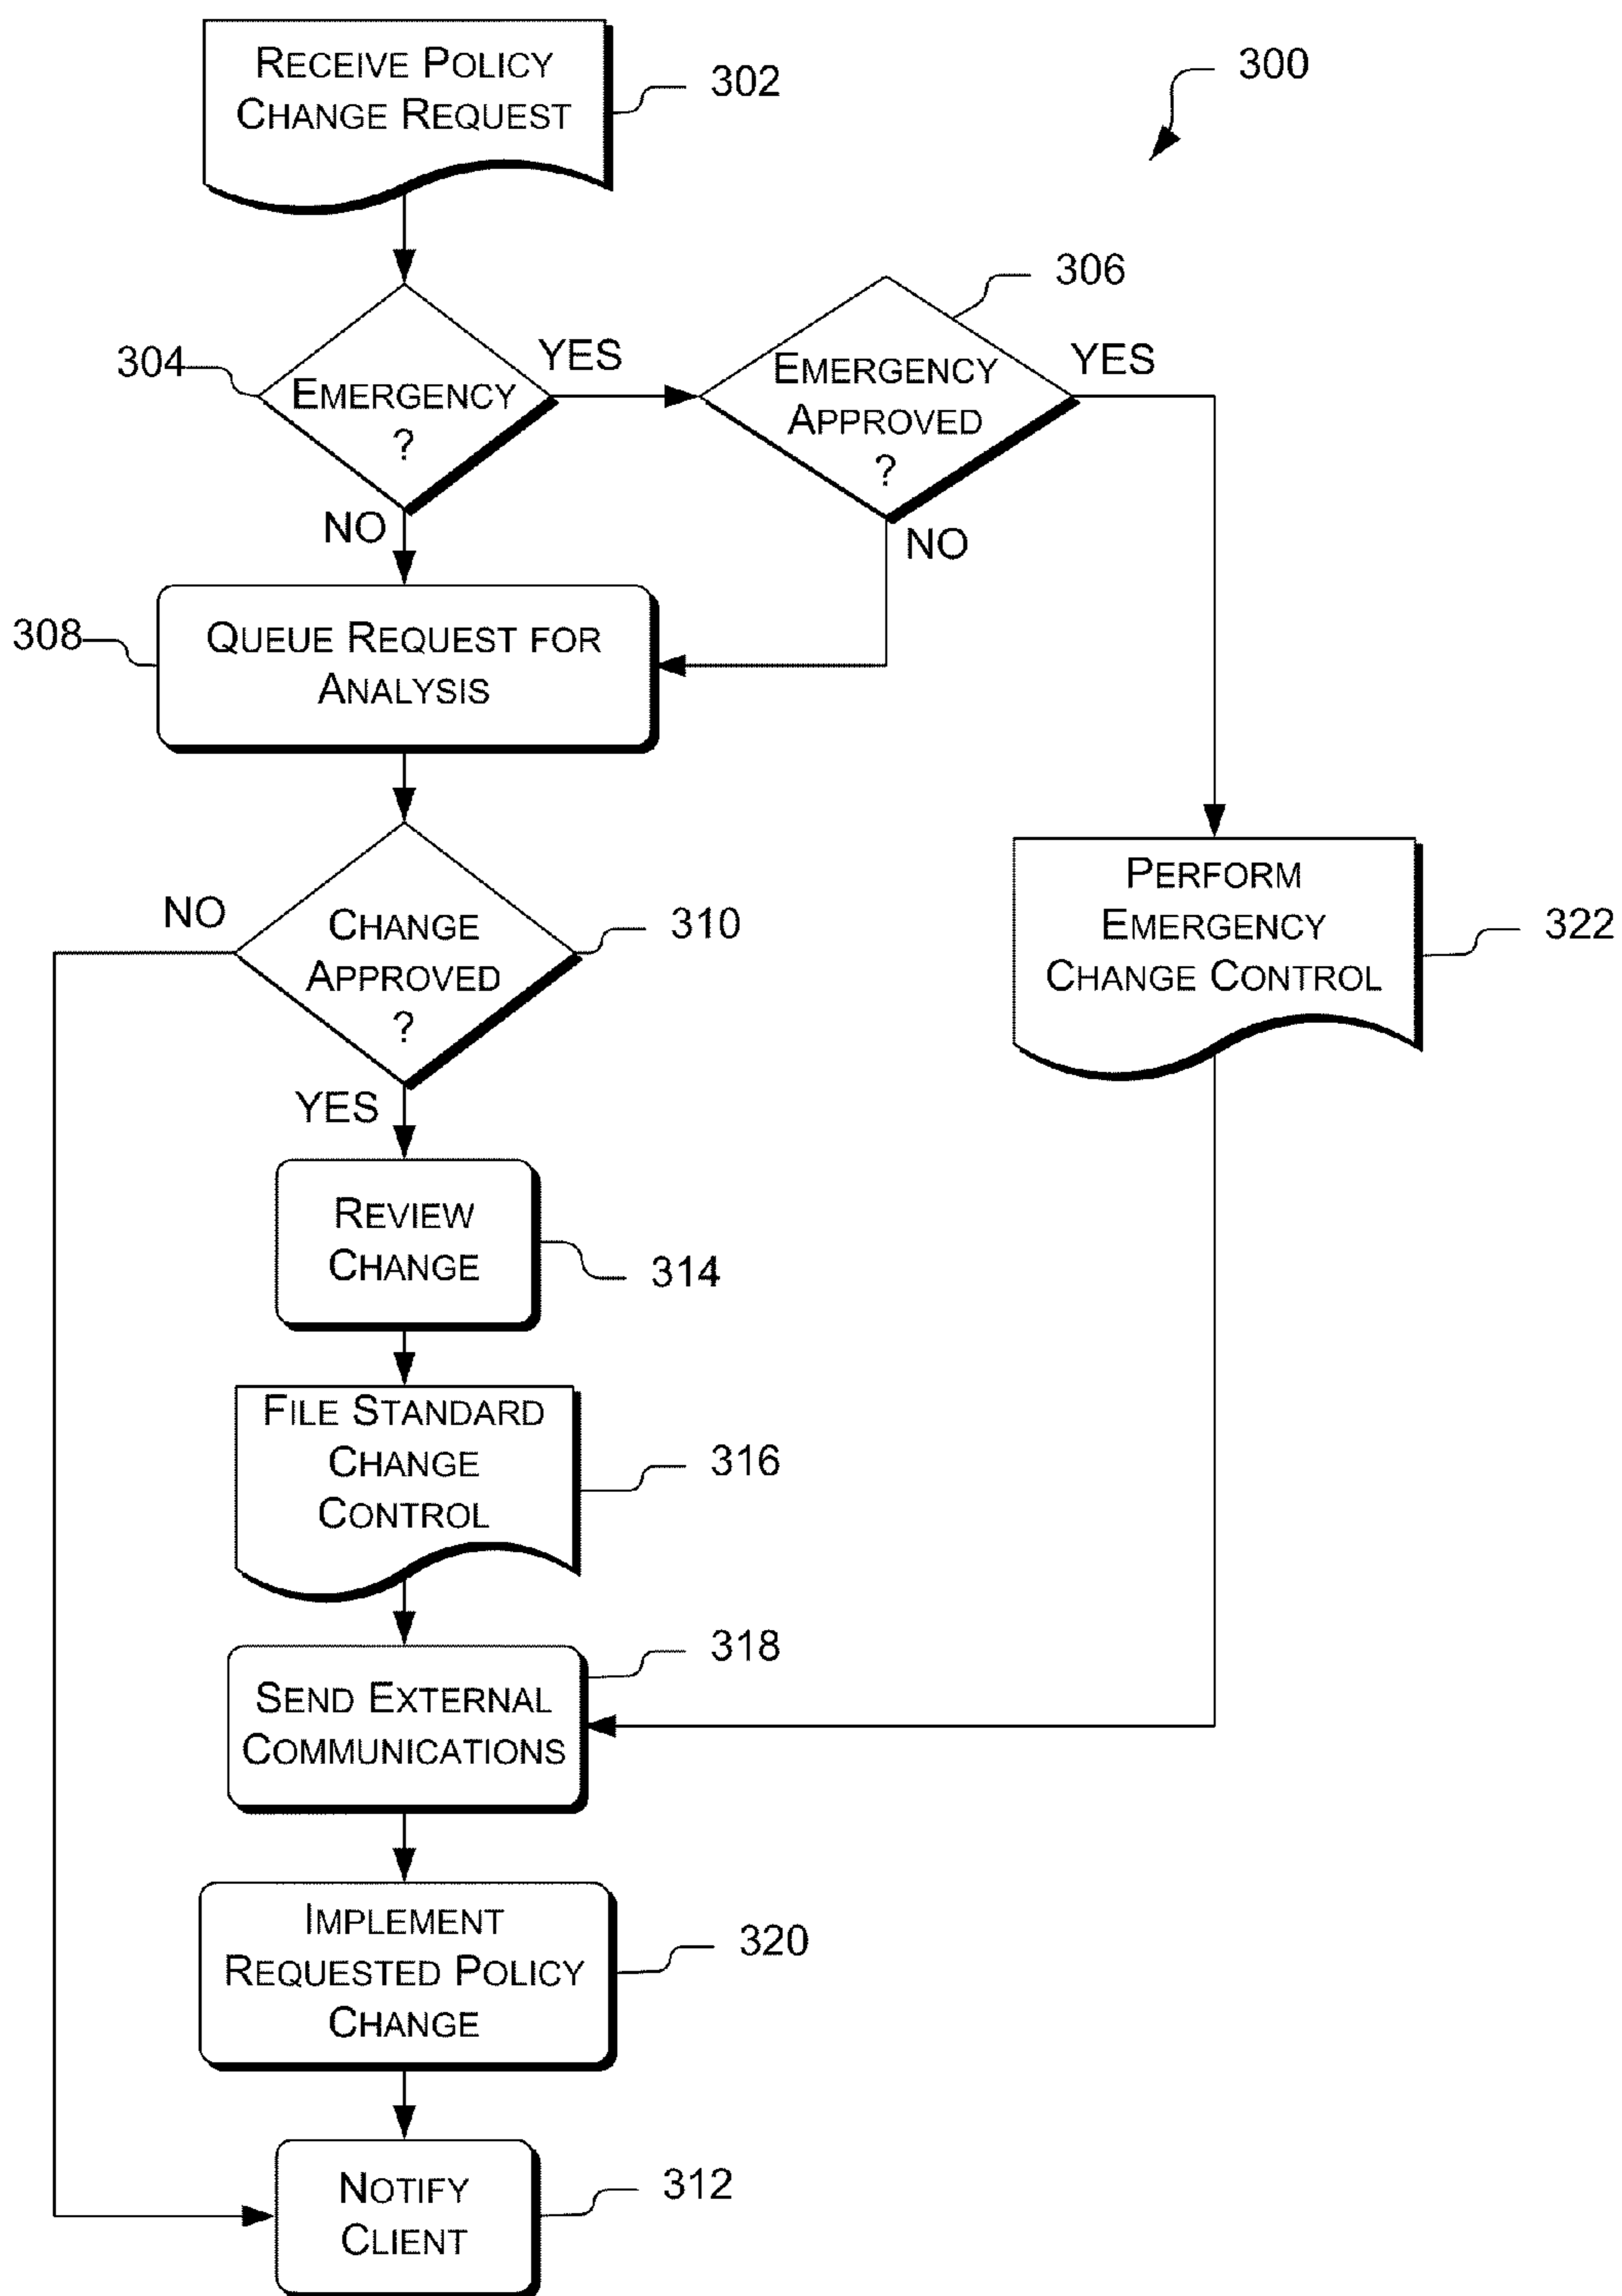 RECEIVE POLICY
CHANGE REQUEST
302
300
304
EMERGENCY
?
YES
NO
306
EMERGENCY
APPROVED
?
YES
NO
308
QUEUE REQUEST FOR
ANALYSIS
NO
CHANGE
APPROVED
?
310
YES
PERFORM
EMERGENCY
CHANGE CONTROL
322
REVIEW
CHANGE
314
FILE STANDARD
CHANGE
CONTROL
316
SEND EXTERNAL
COMMUNICATIONS
318
IMPLEMENT
REQUESTED POLICY
CHANGE
320
NOTIFY
CLIENT
312